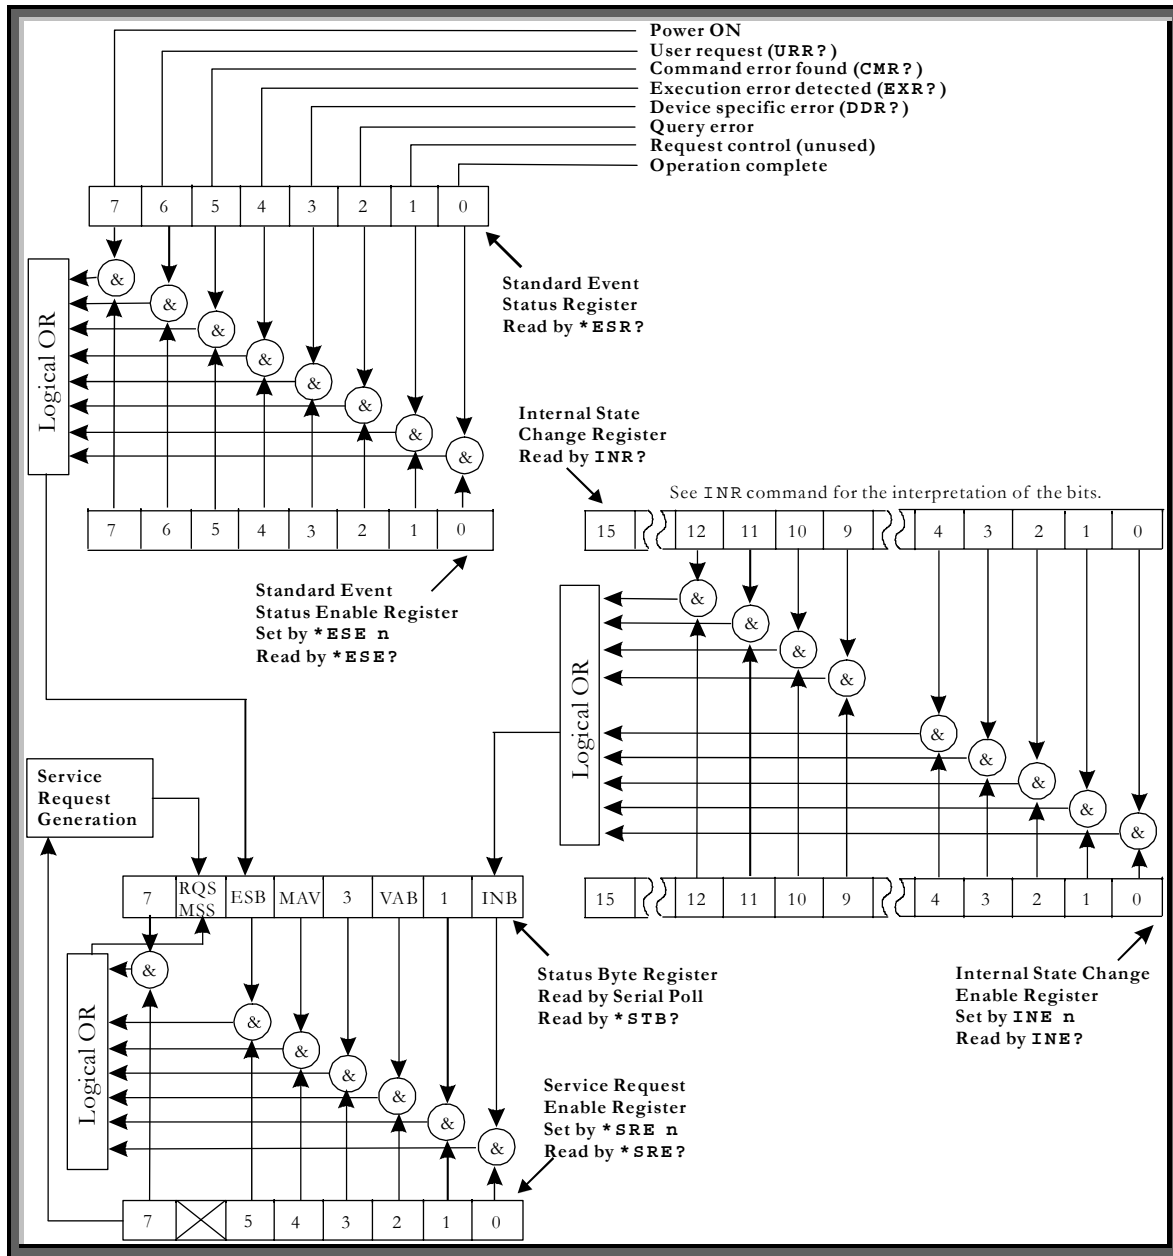 Power ON
User request (URR?)
Command error found (CMR?)
Execution error detected (EXR?)
Device specific error (DDR?)
Query error
Request control (unused)
Operation complete
7 6 5 4 3 2 1 0
Logical OR
& & & & & & & &
Standard Event
Status Register
Read by *ESR?
7 6 5 4 3 2 1 0
Standard Event
Status Enable Register
Set by *ESE n
Read by *ESE?
Internal State
Change Register
Read by INR?
See INR command for the interpretation of the bits.
15 12 11 10 9 4 3 2 1 0
Logical OR
& & & & & & & & &
15 12 11 10 9 4 3 2 1 0
Internal State Change
Enable Register
Set by INE n
Read by INE?
Service
Request
Generation
7 RQS MSS ESB MAV 3 VAB 1 INB
Logical OR
& & & & & & &
Status Byte Register
Read by Serial Poll
Read by *STB?
Service Request
Enable Register
Set by *SRE n
Read by *SRE?
7 5 4 3 2 1 0